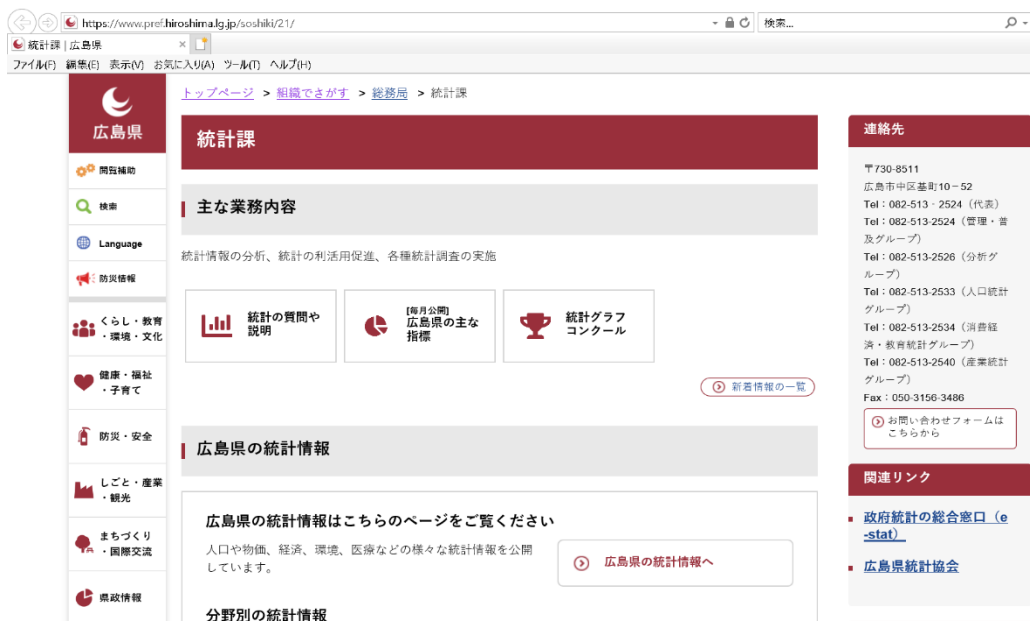 https://www.pref.hiroshima.lg.jp/soshiki/21/
検索...
統計課 | 広島県
ファイル(F) 編集(E) 表示(V) お気に入り(A) ツール(T) ヘルプ(H)
広島県
閲覧補助
検索
Language
防災情報
くらし・教育
・環境・文化
健康・福祉
・子育て
防災・安全
しごと・産業
・観光
まちづくり
・国際交流
県政情報
トップページ > 組織でさがす > 総務局 > 統計課
統計課
主な業務内容
統計情報の分析、統計の利活用促進、各種統計調査の実施
統計の質問や
説明
[毎月公開]
広島県の主な
指標
統計グラフ
コンクール
新着情報の一覧
広島県の統計情報
広島県の統計情報はこちらのページをご覧ください
人口や物価、経済、環境、医療などの様々な統計情報を公開
しています。
広島県の統計情報へ
分野別の統計情報
連絡先
〒730-8511
広島市中区基町10-52
Tel:082-513‐2524(代表)
Tel:082-513-2524(管理・普
及グループ)
Tel:082-513-2526(分析グ
ループ)
Tel:082-513-2533(人口統計
グループ)
Tel:082-513-2534(消費経
済・教育統計グループ)
Tel:082-513-2540(産業統計
グループ)
Fax:050-3156-3486
お問い合わせフォームは
こちらから
関連リンク
政府統計の総合窓口(e
-stat)
広島県統計協会